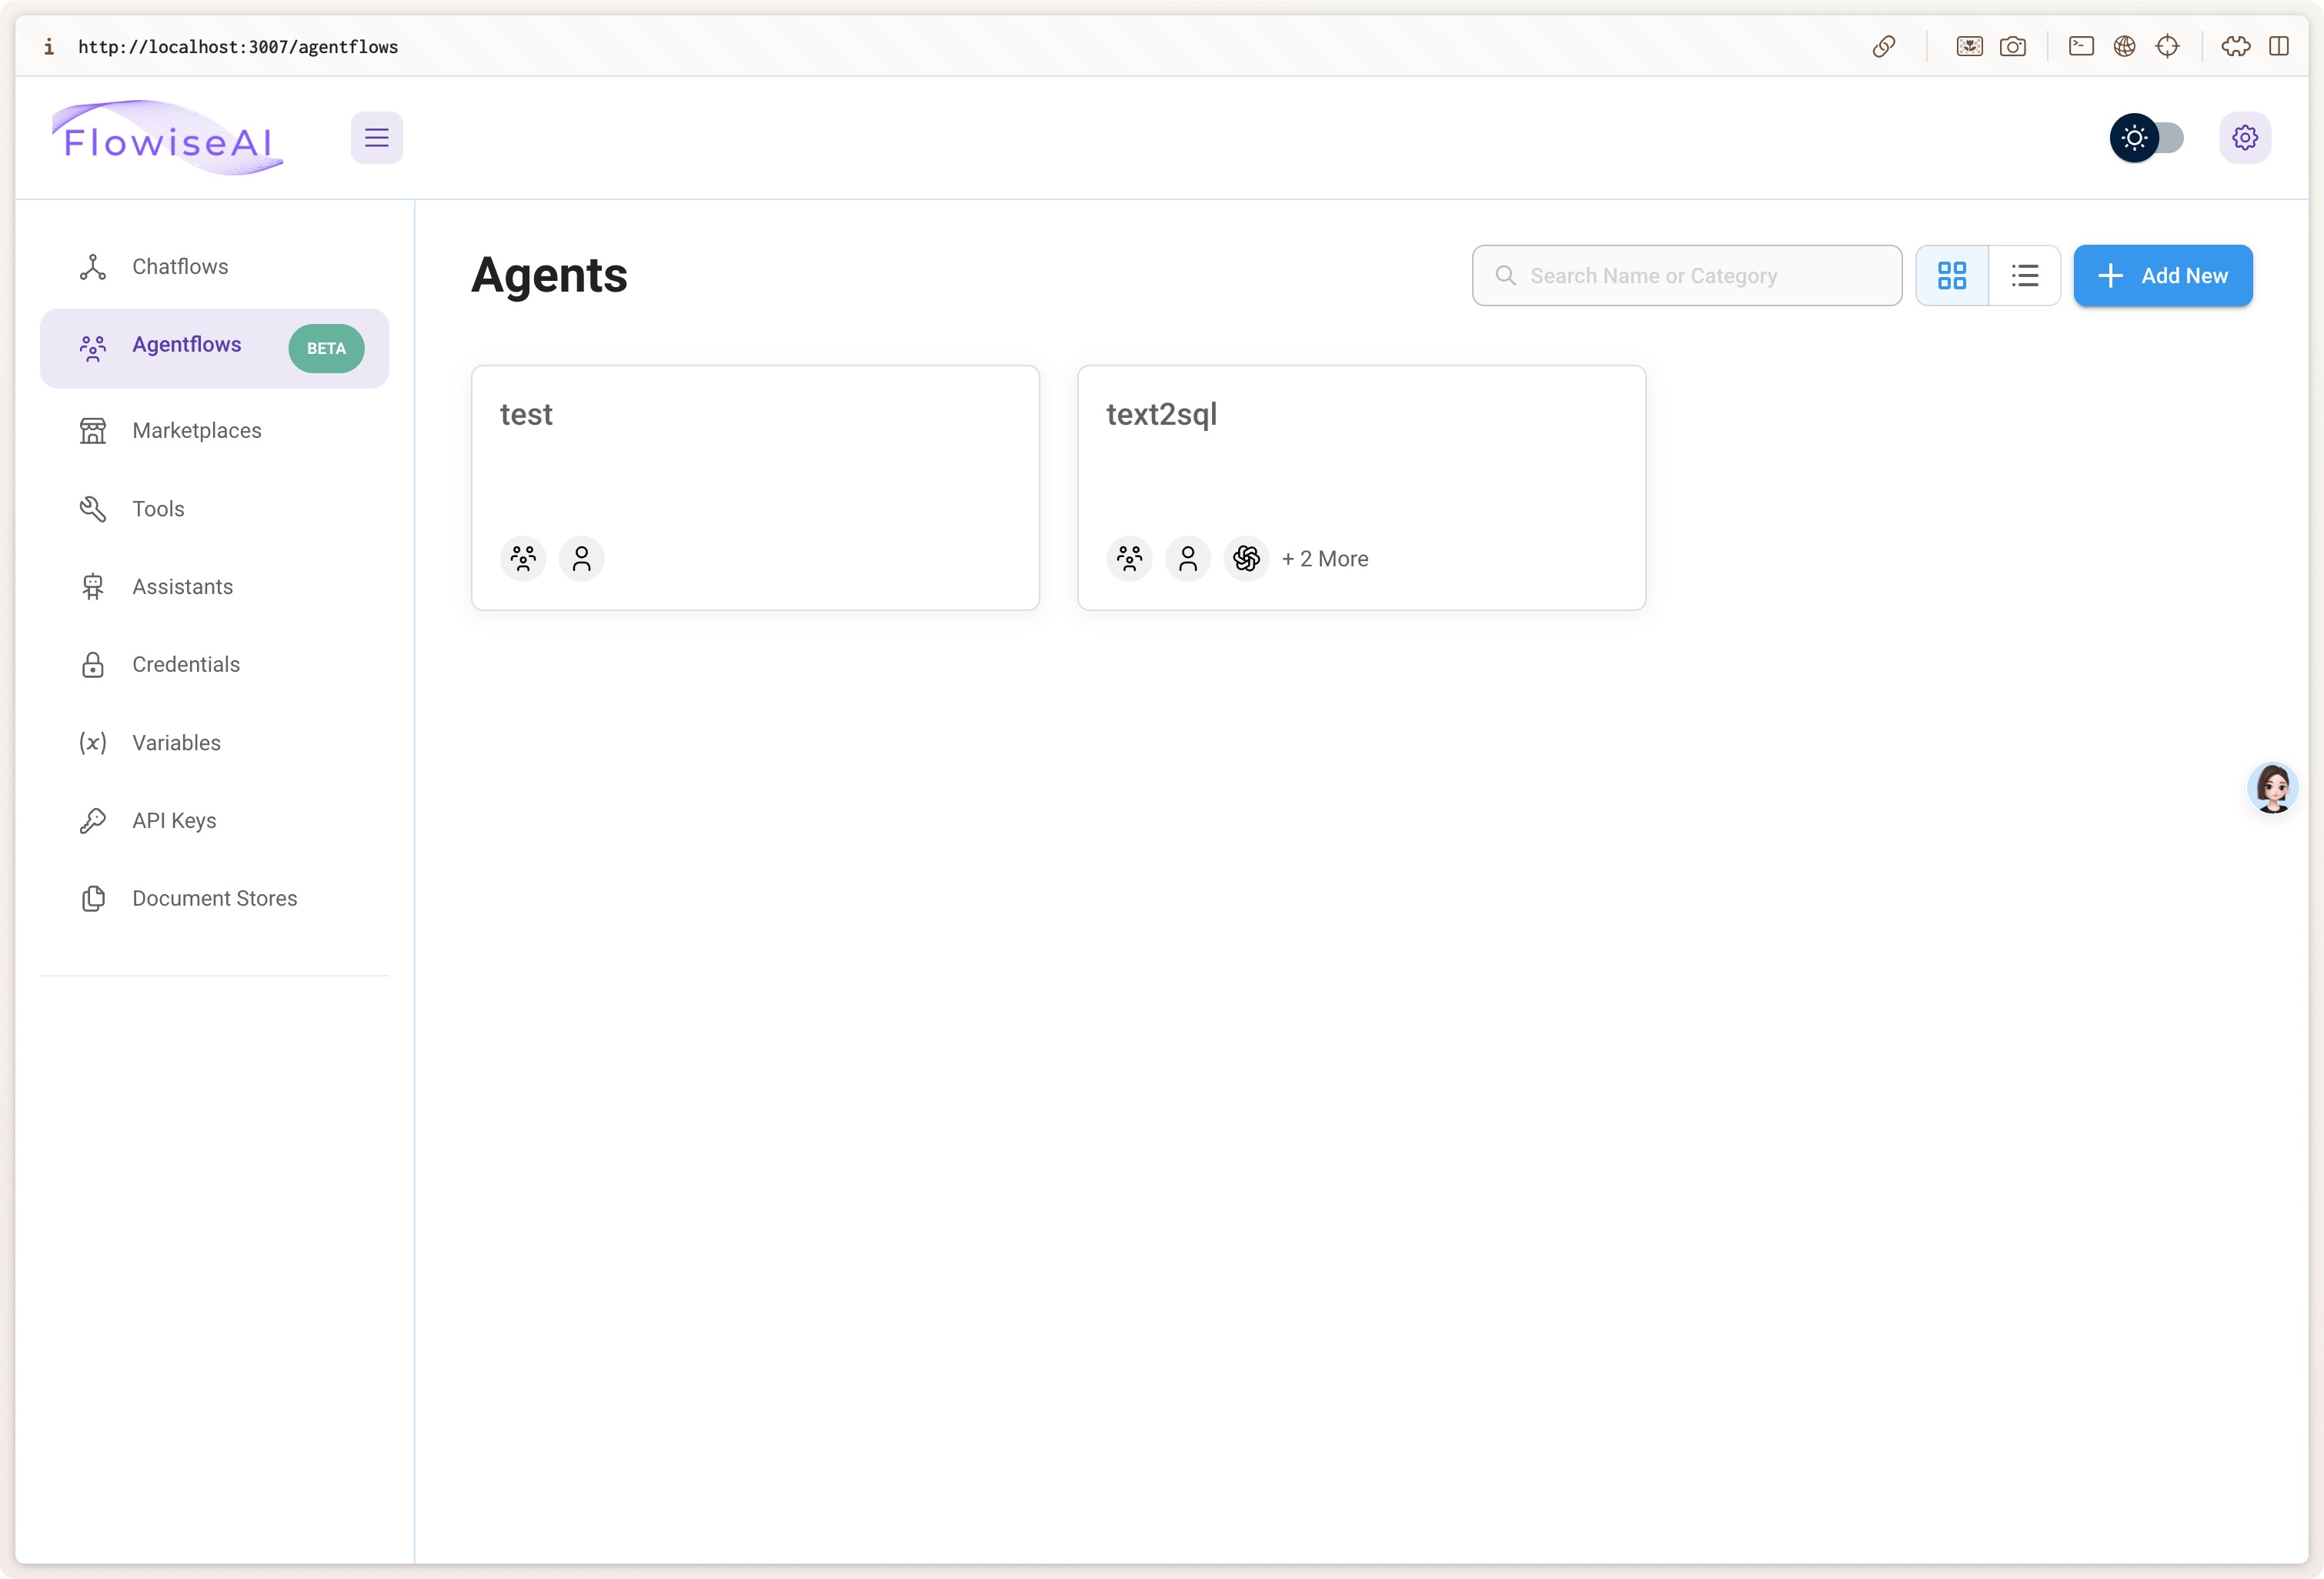 http://localhost:3007/agentflows
FlowiseAI
Chatflows
Agentflows BETA
Marketplaces
Tools
Assistants
Credentials
Variables
API Keys
Document Stores
Agents
Search Name or Category
Add New
test
text2sql
+ 2 More